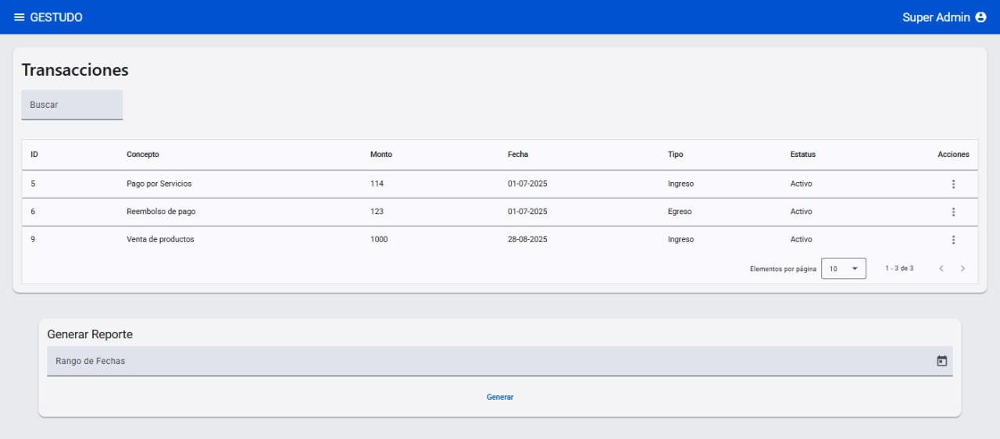 GESTUDO Super Admin
Transacciones
Buscar
ID Concepto Monto Fecha Tipo Estatus Acciones
5 Pago por Servicios 114 01-07-2025 Ingreso Activo
6 Reembolso de pago 123 01-07-2025 Egreso Activo
9 Venta de productos 1000 28-08-2025 Ingreso Activo
Elementos por página 10 1 - 3 de 3
Generar Reporte
Rango de Fechas
Generar